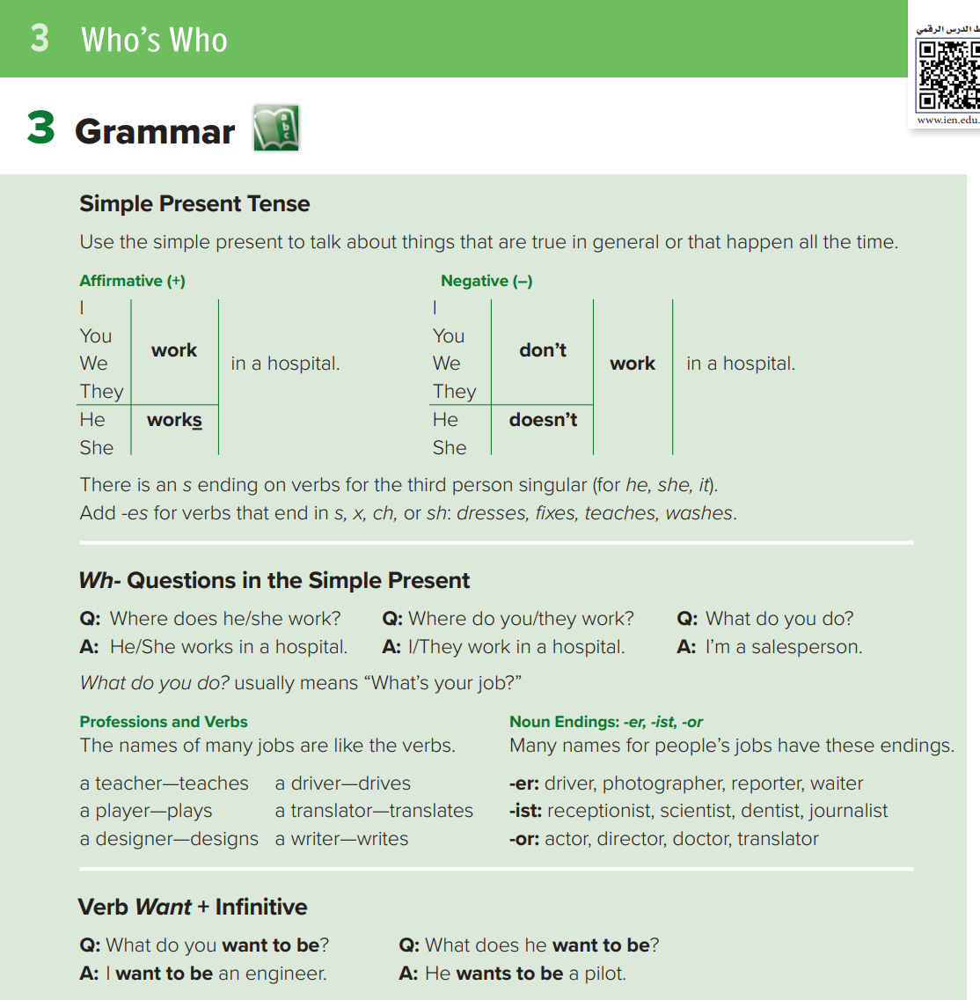 3 Who's Who
ط الدرس الرقمي
www.ien.edu.
3 Grammar
a b c
Simple Present Tense
Use the simple present to talk about things that are true in general or that happen all the time.
Affirmative (+) Negative (–)
I I
You You
work don't
We in a hospital. We work in a hospital.
They They
He works He doesn't
She She
There is an s ending on verbs for the third person singular (for he, she, it).
Add -es for verbs that end in s, x, ch, or sh: dresses, fixes, teaches, washes.
Wh- Questions in the Simple Present
Q: Where does he/she work? Q: Where do you/they work? Q: What do you do?
A: He/She works in a hospital. A: I/They work in a hospital. A: I'm a salesperson.
What do you do? usually means “What's your job?”
Professions and Verbs Noun Endings: -er, -ist, -or
The names of many jobs are like the verbs. Many names for people's jobs have these endings.
a teacher—teaches a driver—drives -er: driver, photographer, reporter, waiter
a player—plays a translator—translates -ist: receptionist, scientist, dentist, journalist
a designer—designs a writer—writes -or: actor, director, doctor, translator
Verb Want + Infinitive
Q: What do you want to be? Q: What does he want to be?
A: I want to be an engineer. A: He wants to be a pilot.